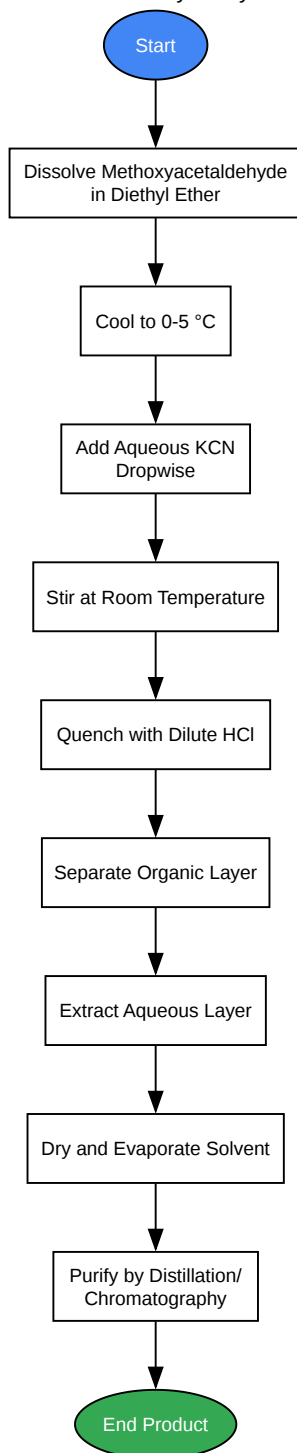 Start
Dissolve Methoxyacetaldehyde
in Diethyl Ether
Cool to 0-5 °C
Add Aqueous KCN
Dropwise
Stir at Room Temperature
Quench with Dilute HCl
Separate Organic Layer
Extract Aqueous Layer
Dry and Evaporate Solvent
Purify by Distillation/
Chromatography
End Product